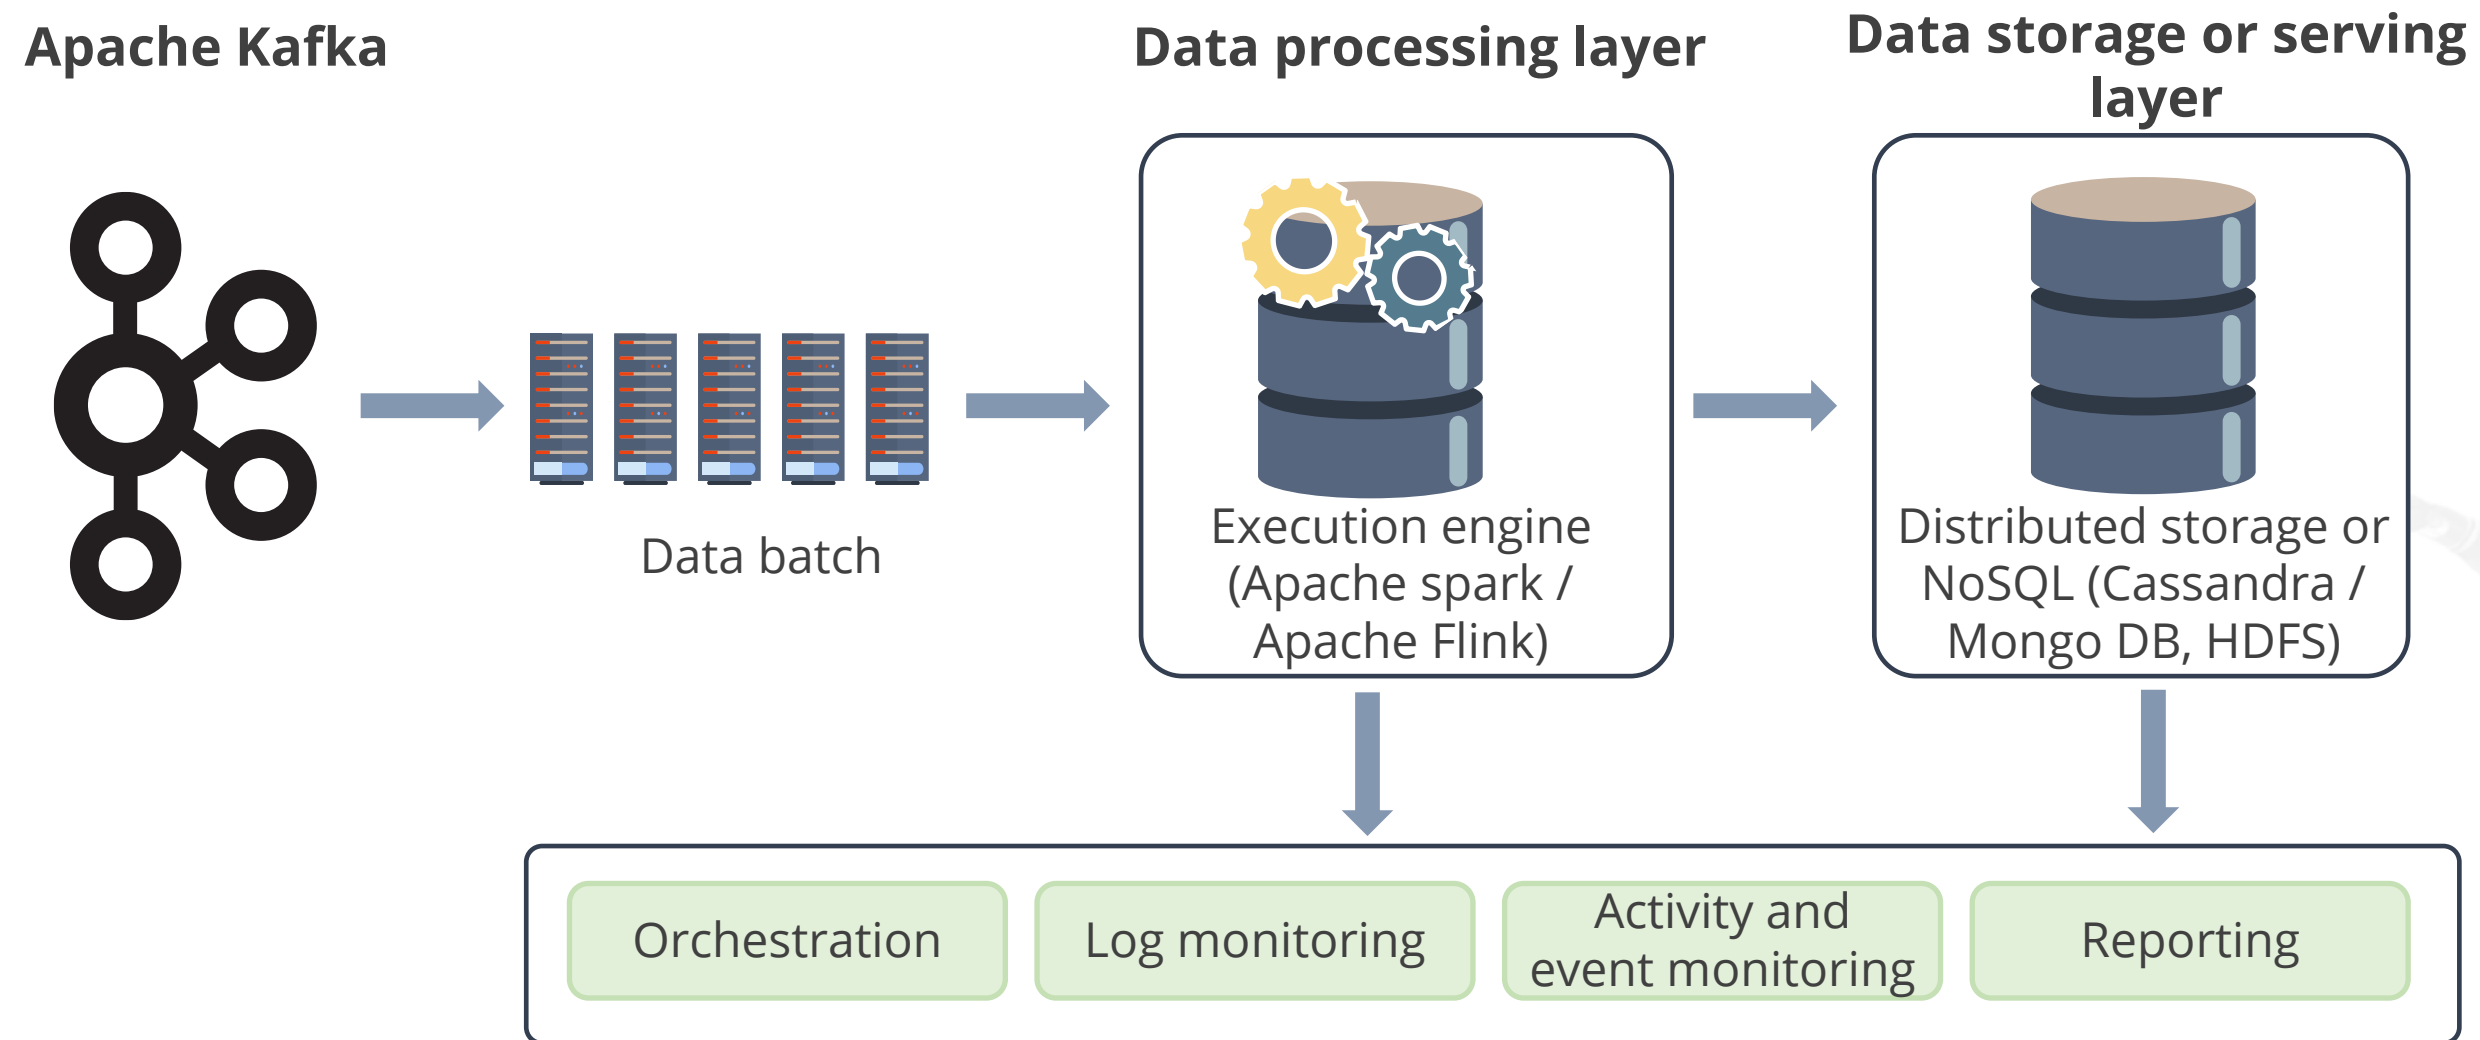 Apache Kafka
Data processing layer
Data storage or serving
layer
Data batch
Execution engine
(Apache spark /
Apache Flink)
Distributed storage or
NoSQL (Cassandra /
Mongo DB, HDFS)
Orchestration
Log monitoring
Activity and
event monitoring
Reporting